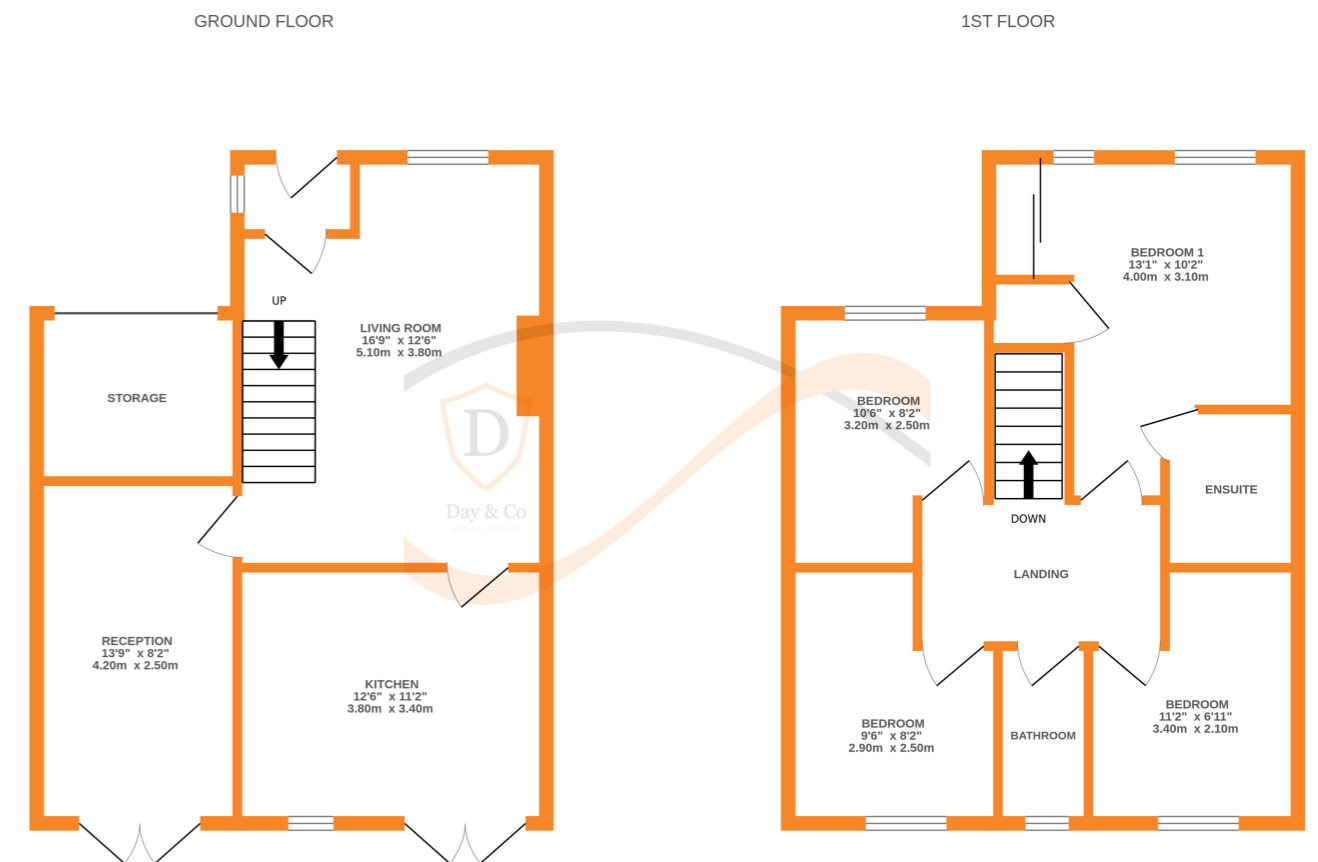 GROUND FLOOR
1ST FLOOR
UP
LIVING ROOM
16'9" x 12'6"
5.10m x 3.80m
STORAGE
RECEPTION
13'9" x 8'2"
4.20m x 2.50m
KITCHEN
12'6" x 11'2"
3.80m x 3.40m
D
Day & Co
ESTATE AGENTS
BEDROOM 1
13'1" x 10'2"
4.00m x 3.10m
BEDROOM
10'6" x 8'2"
3.20m x 2.50m
ENSUITE
DOWN
LANDING
BEDROOM
9'6" x 8'2"
2.90m x 2.50m
BATHROOM
BEDROOM
11'2" x 6'11"
3.40m x 2.10m